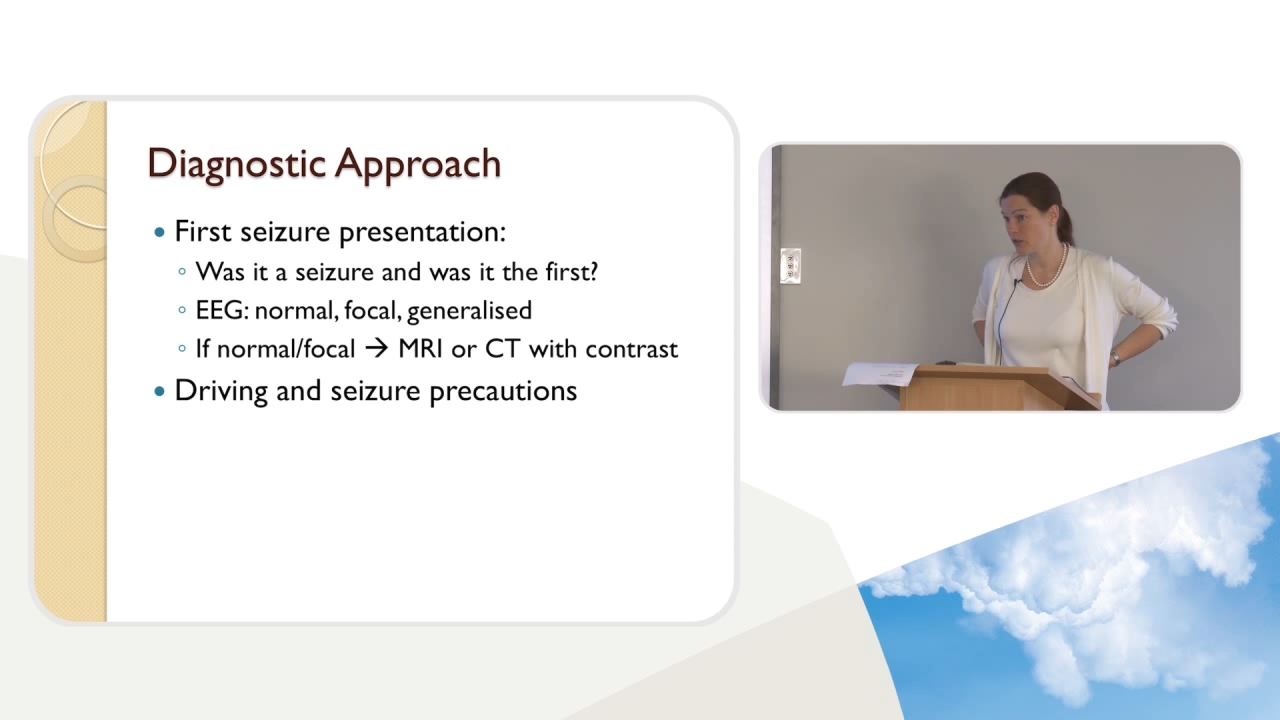 Diagnostic Approach
• First seizure presentation:
◦ Was it a seizure and was it the first?
◦ EEG: normal, focal, generalised
◦ If normal/focal → MRI or CT with contrast
• Driving and seizure precautions